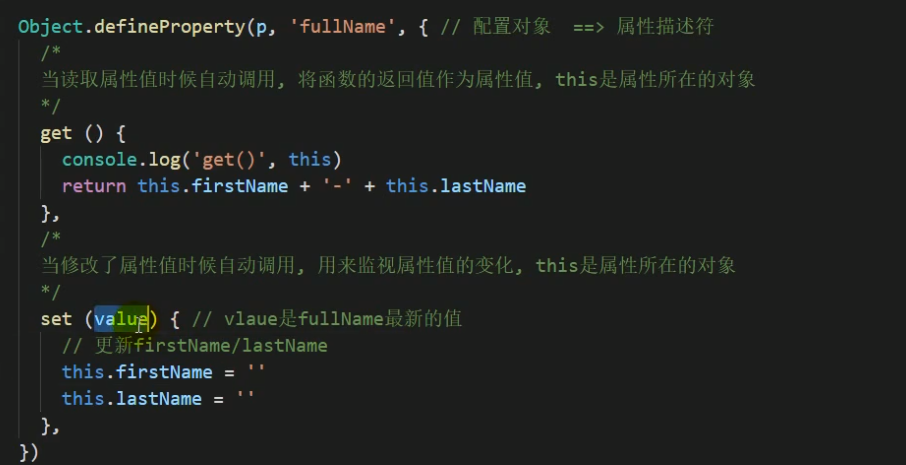 Object.defineProperty(p, 'fullName', { // 配置对象  ==> 属性描述符
/*
当读取属性值时候自动调用, 将函数的返回值作为属性值, this是属性所在的对象
*/
get () {
console.log('get()', this)
return this.firstName + '-' + this.lastName
},
/*
当修改了属性值时候自动调用, 用来监视属性值的变化, this是属性所在的对象
*/
set (value) { // vlaue是fullName最新的值
// 更新firstName/lastName
this.firstName = ''
this.lastName = ''
},
})